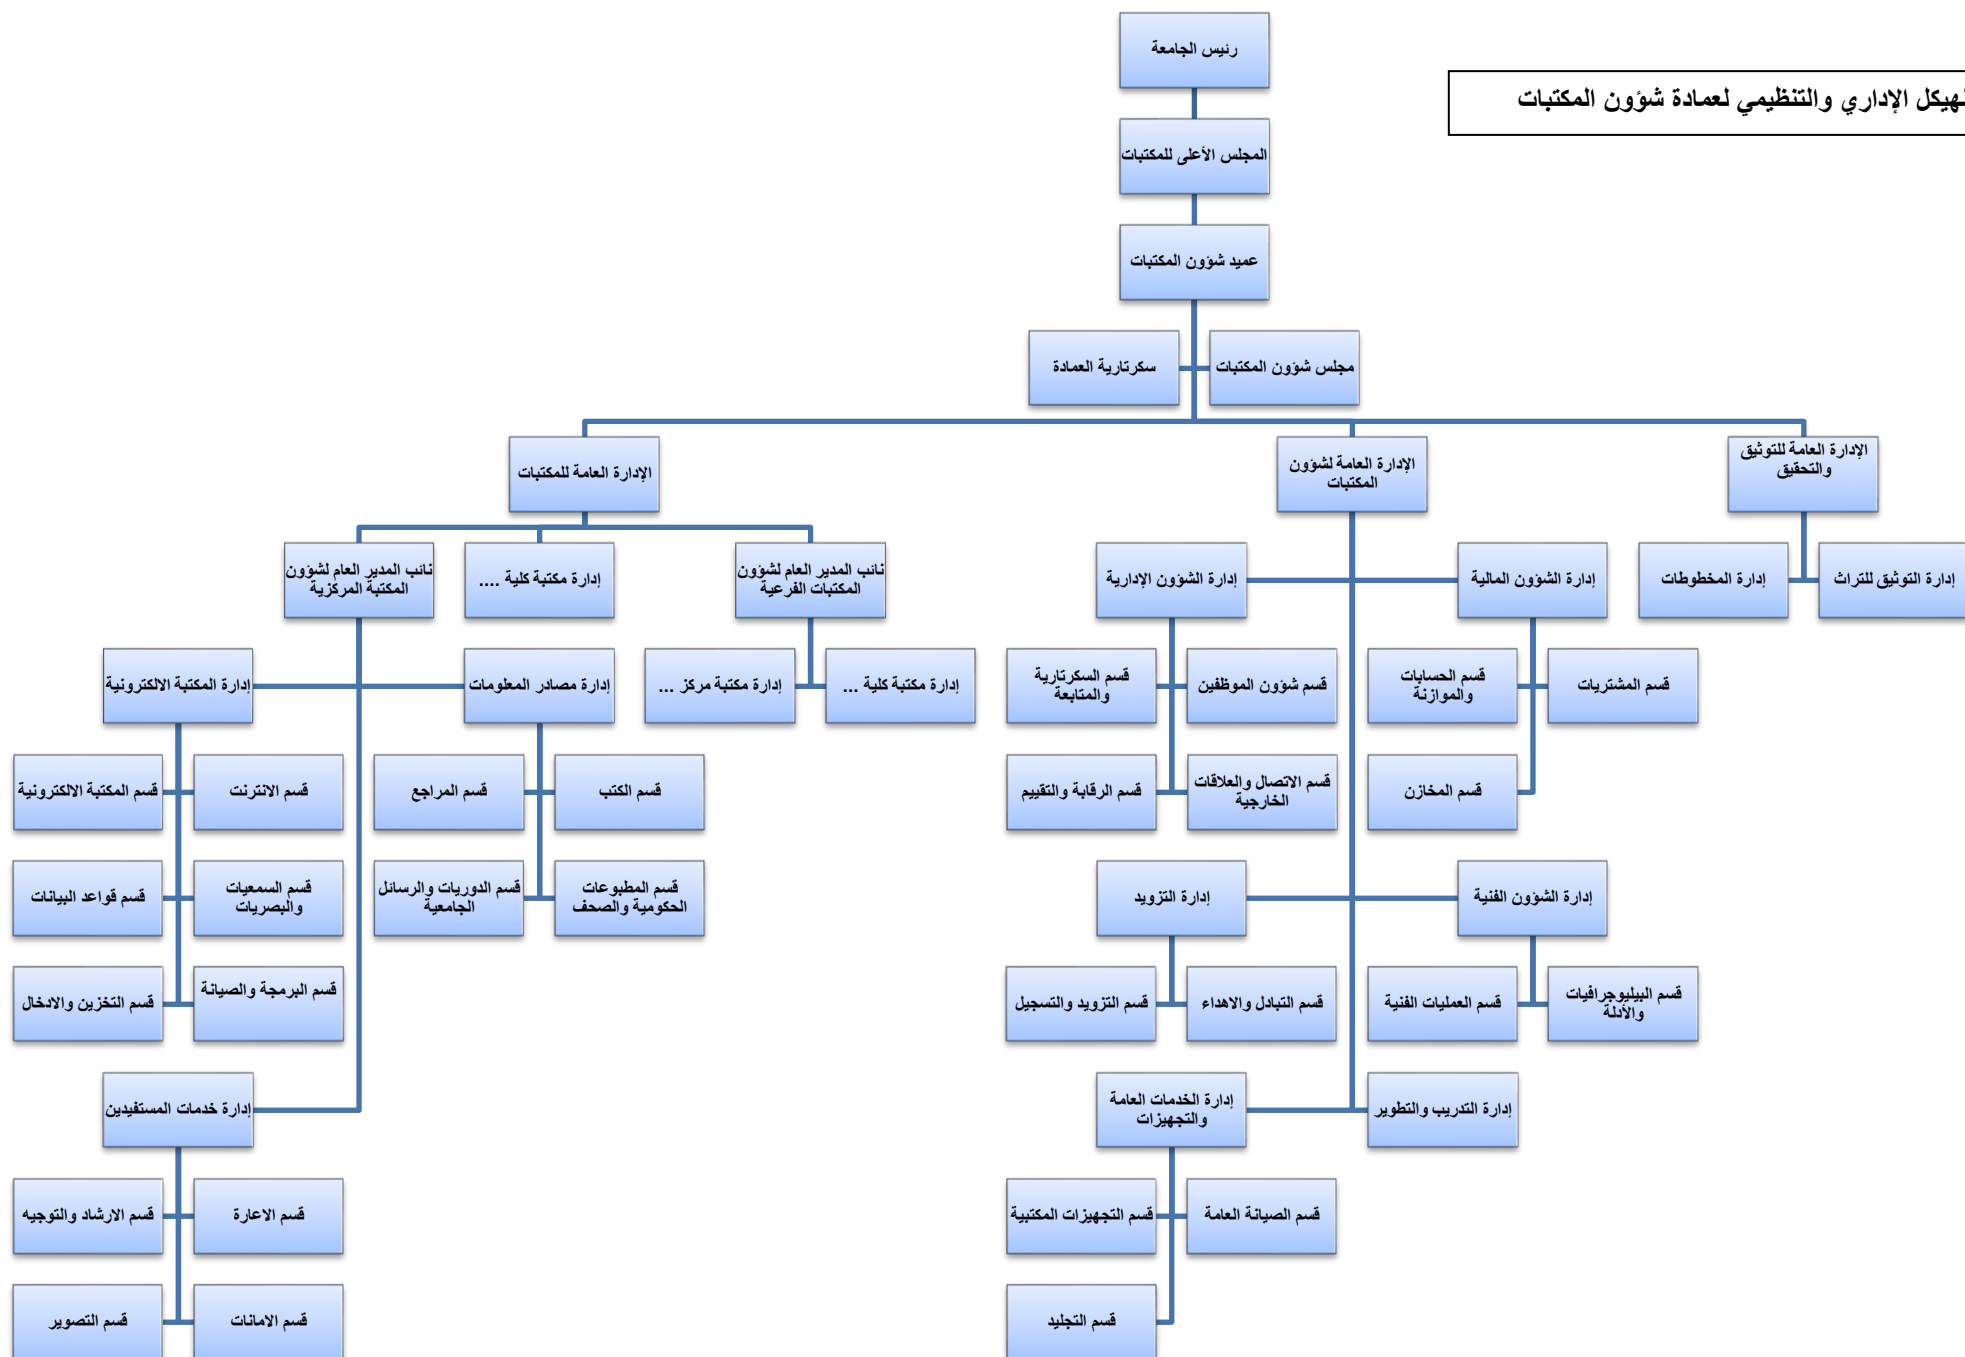 رئيس الجامعة
لهيكل الإداري والتنظيمي لعمادة شؤون المكتبات
المجلس الأعلى للمكتبات
عميد شؤون المكتبات
مجلس شؤون المكتبات
سكرتارية العمادة
الإدارة العامة للتوثيق
والتحقيق
الإدارة العامة لشؤون
المكتبات
الإدارة العامة للمكتبات
إدارة التوثيق للتراث
إدارة المخطوطات
إدارة الشؤون المالية
إدارة الشؤون الإدارية
نائب المدير العام لشؤون
المكتبات الفرعية
إدارة مكتبة كلية ....
نائب المدير العام لشؤون
المكتبة المركزية
قسم المشتريات
قسم الحسابات
والموازنة
قسم شؤون الموظفين
قسم السكرتارية
والمتابعة
إدارة مكتبة كلية ...
إدارة مكتبة مركز ...
إدارة مصادر المعلومات
إدارة المكتبة الالكترونية
قسم المخازن
قسم الاتصال والعلاقات
الخارجية
قسم الرقابة والتقييم
قسم الكتب
قسم المراجع
قسم الانترنت
قسم المكتبة الالكترونية
إدارة الشؤون الفنية
إدارة التزويد
قسم المطبوعات
الحكومية والصحف
قسم الدوريات والرسائل
الجامعية
قسم السمعيات
والبصريات
قسم قواعد البيانات
قسم البيليوجرافيات
والأدلة
قسم العمليات الفنية
قسم التبادل والاهداء
قسم التزويد والتسجيل
قسم البرمجة والصيانة
قسم التخزين والادخال
إدارة التدريب والتطوير
إدارة الخدمات العامة
والتجهيزات
إدارة خدمات المستفيدين
قسم الصيانة العامة
قسم التجهيزات المكتبية
قسم الاعارة
قسم الارشاد والتوجيه
قسم التجليد
قسم الامانات
قسم التصوير